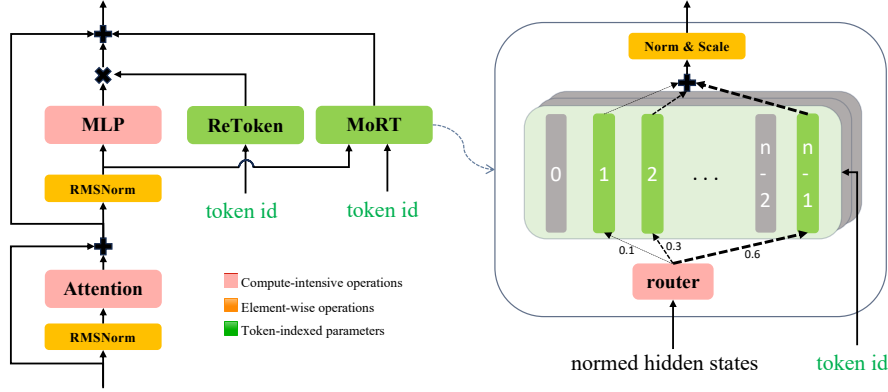 MLP
ReToken
MoRT
RMSNorm
token id
token id
Attention
RMSNorm
Compute-intensive operations
Element-wise operations
Token-indexed parameters
Norm & Scale
0
1
2
. . .
n-2
n-1
0.1
0.3
0.6
router
normed hidden states
token id